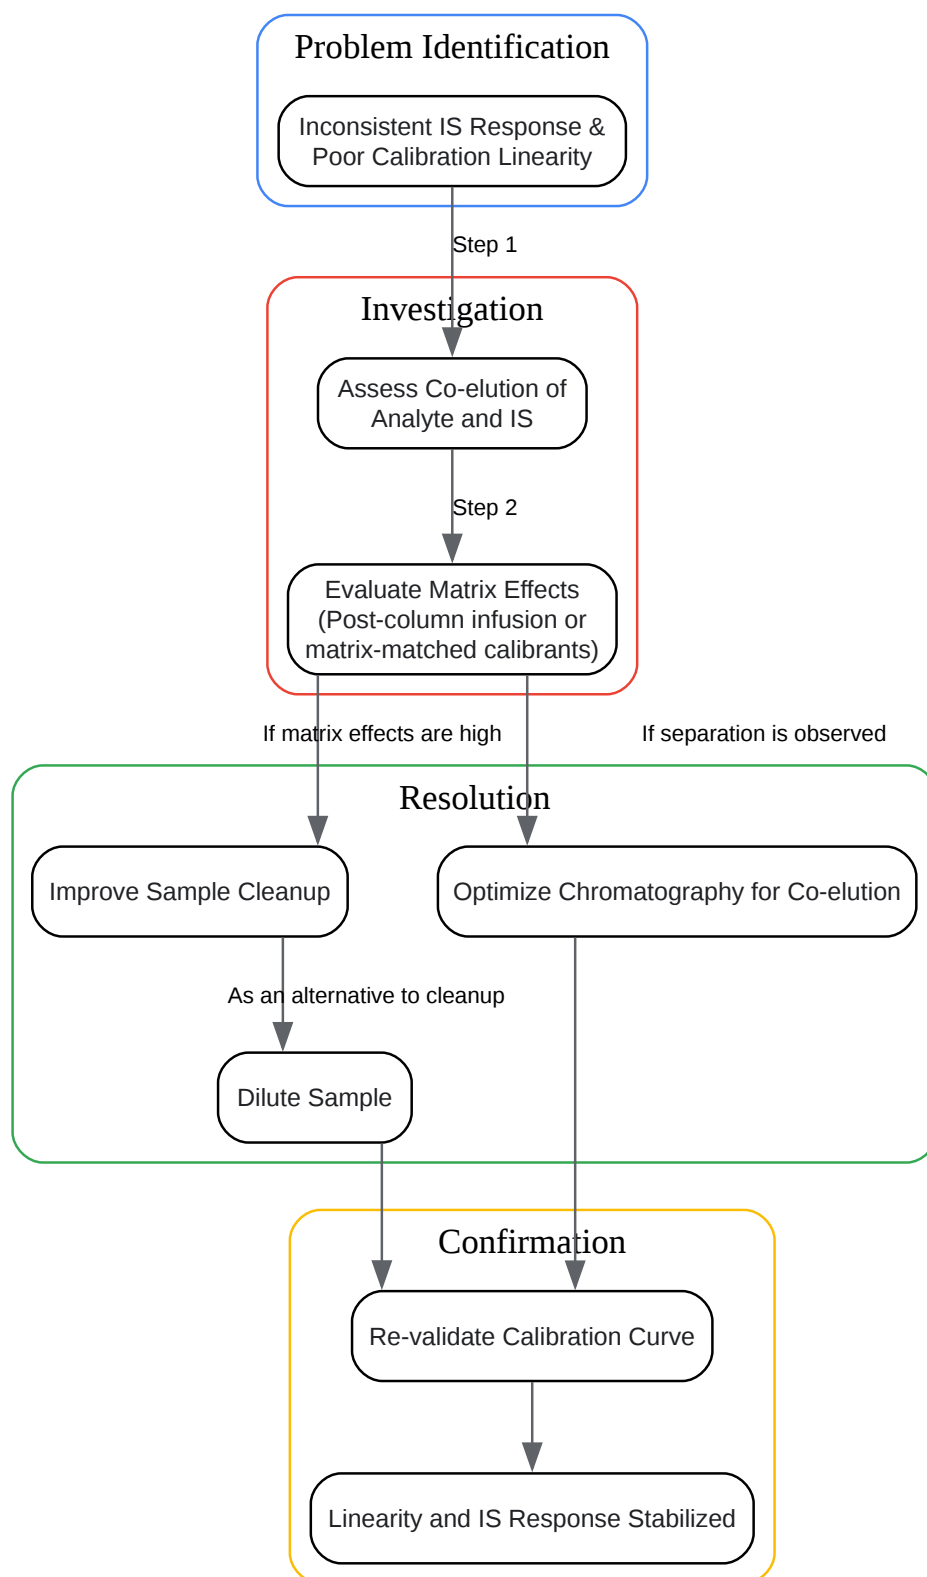 Problem Identification
Inconsistent IS Response &
Poor Calibration Linearity
Step 1
Investigation
Assess Co-elution of
Analyte and IS
Step 2
Evaluate Matrix Effects
(Post-column infusion or
matrix-matched calibrants)
If matrix effects are high
If separation is observed
Resolution
Improve Sample Cleanup
Optimize Chromatography for Co-elution
As an alternative to cleanup
Dilute Sample
Confirmation
Re-validate Calibration Curve
Linearity and IS Response Stabilized